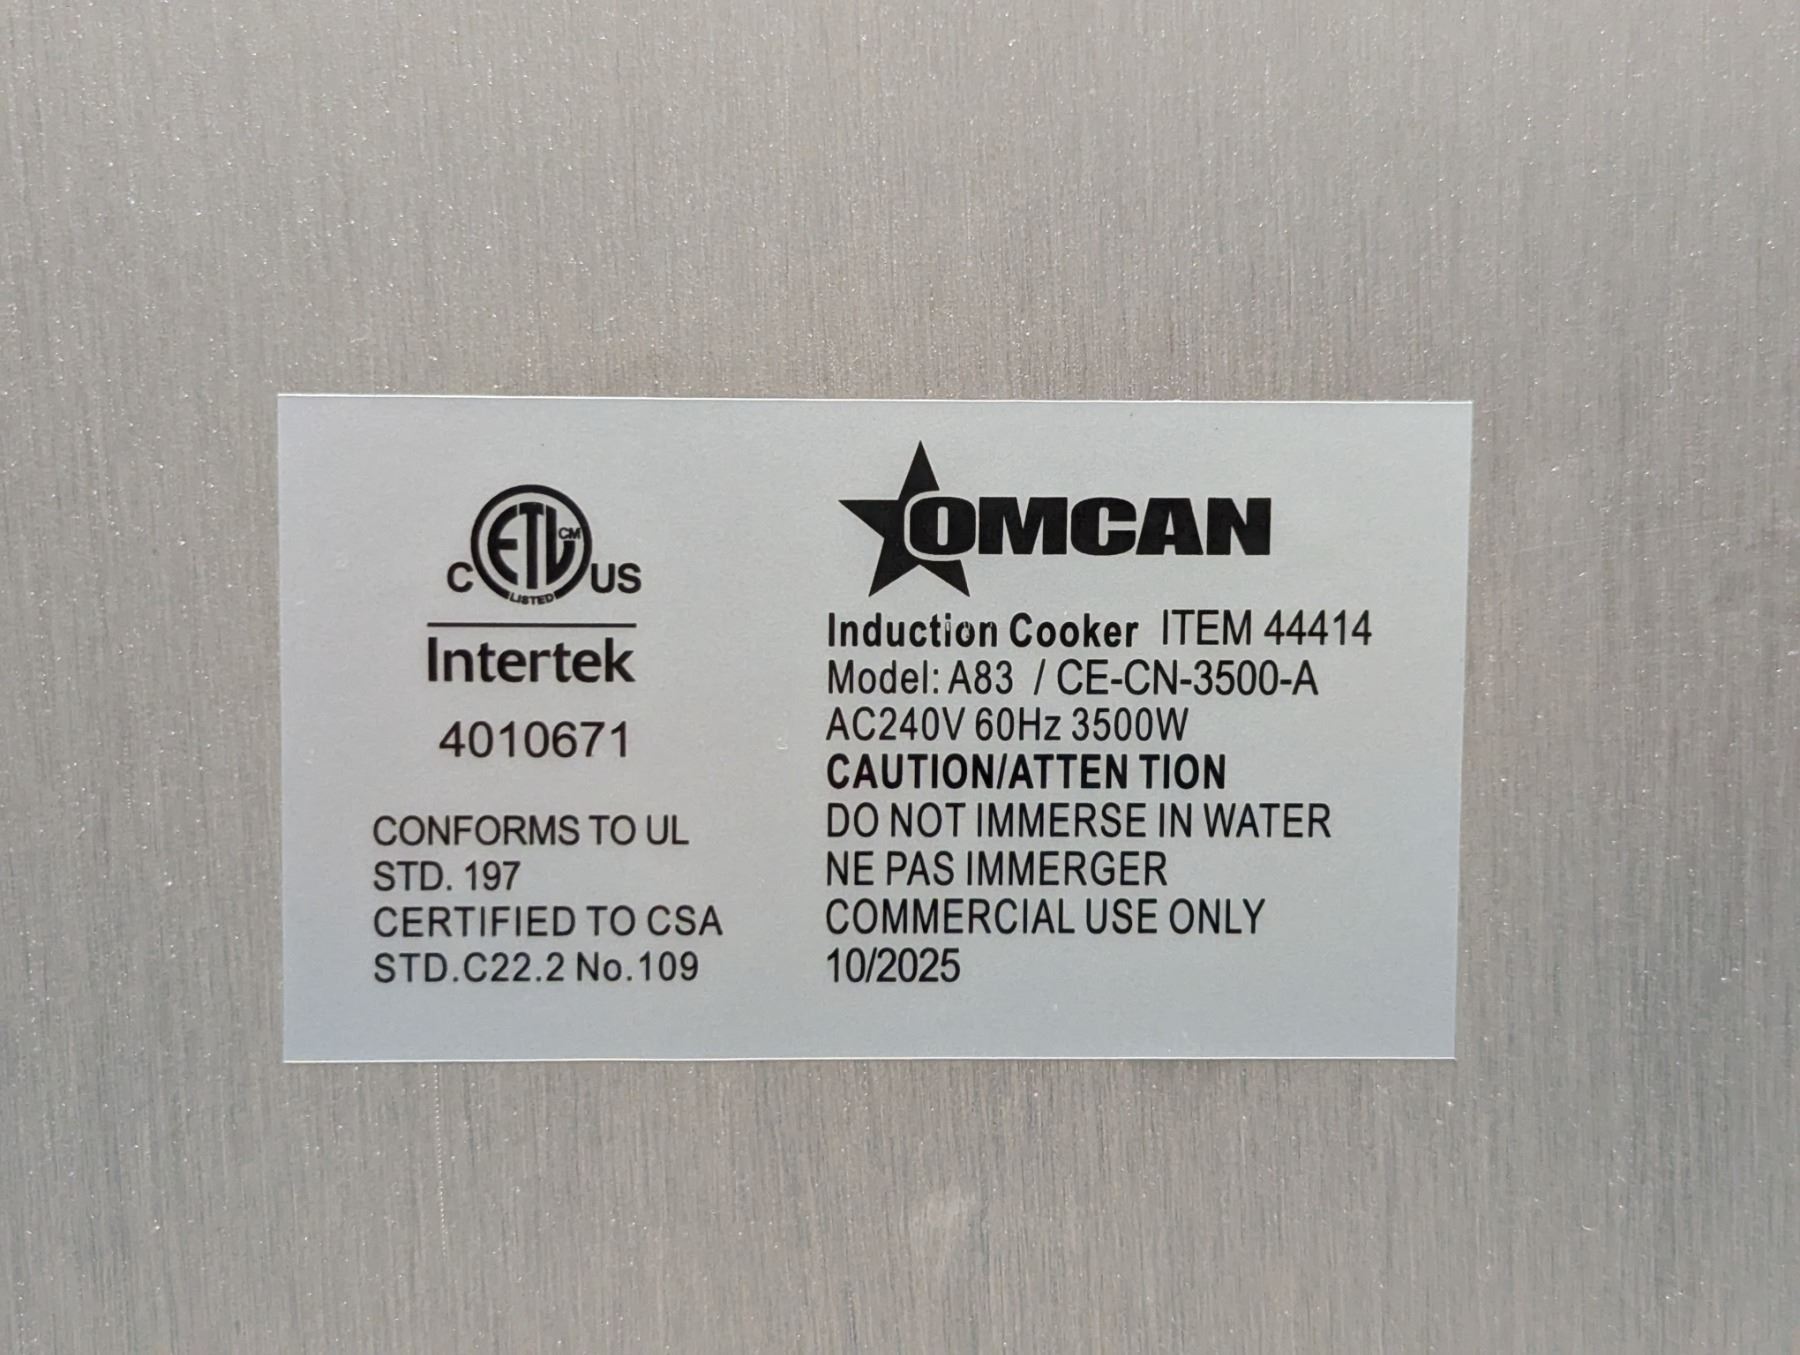 C ETL CM US
LISTED
Intertek
4010671
CONFORMS TO UL
STD. 197
CERTIFIED TO CSA
STD.C22.2 No.109
OMCAN
Induction Cooker ITEM 44414
Model: A83 / CE-CN-3500-A
AC240V 60Hz 3500W
CAUTION/ATTEN TION
DO NOT IMMERSE IN WATER
NE PAS IMMERGER
COMMERCIAL USE ONLY
10/2025